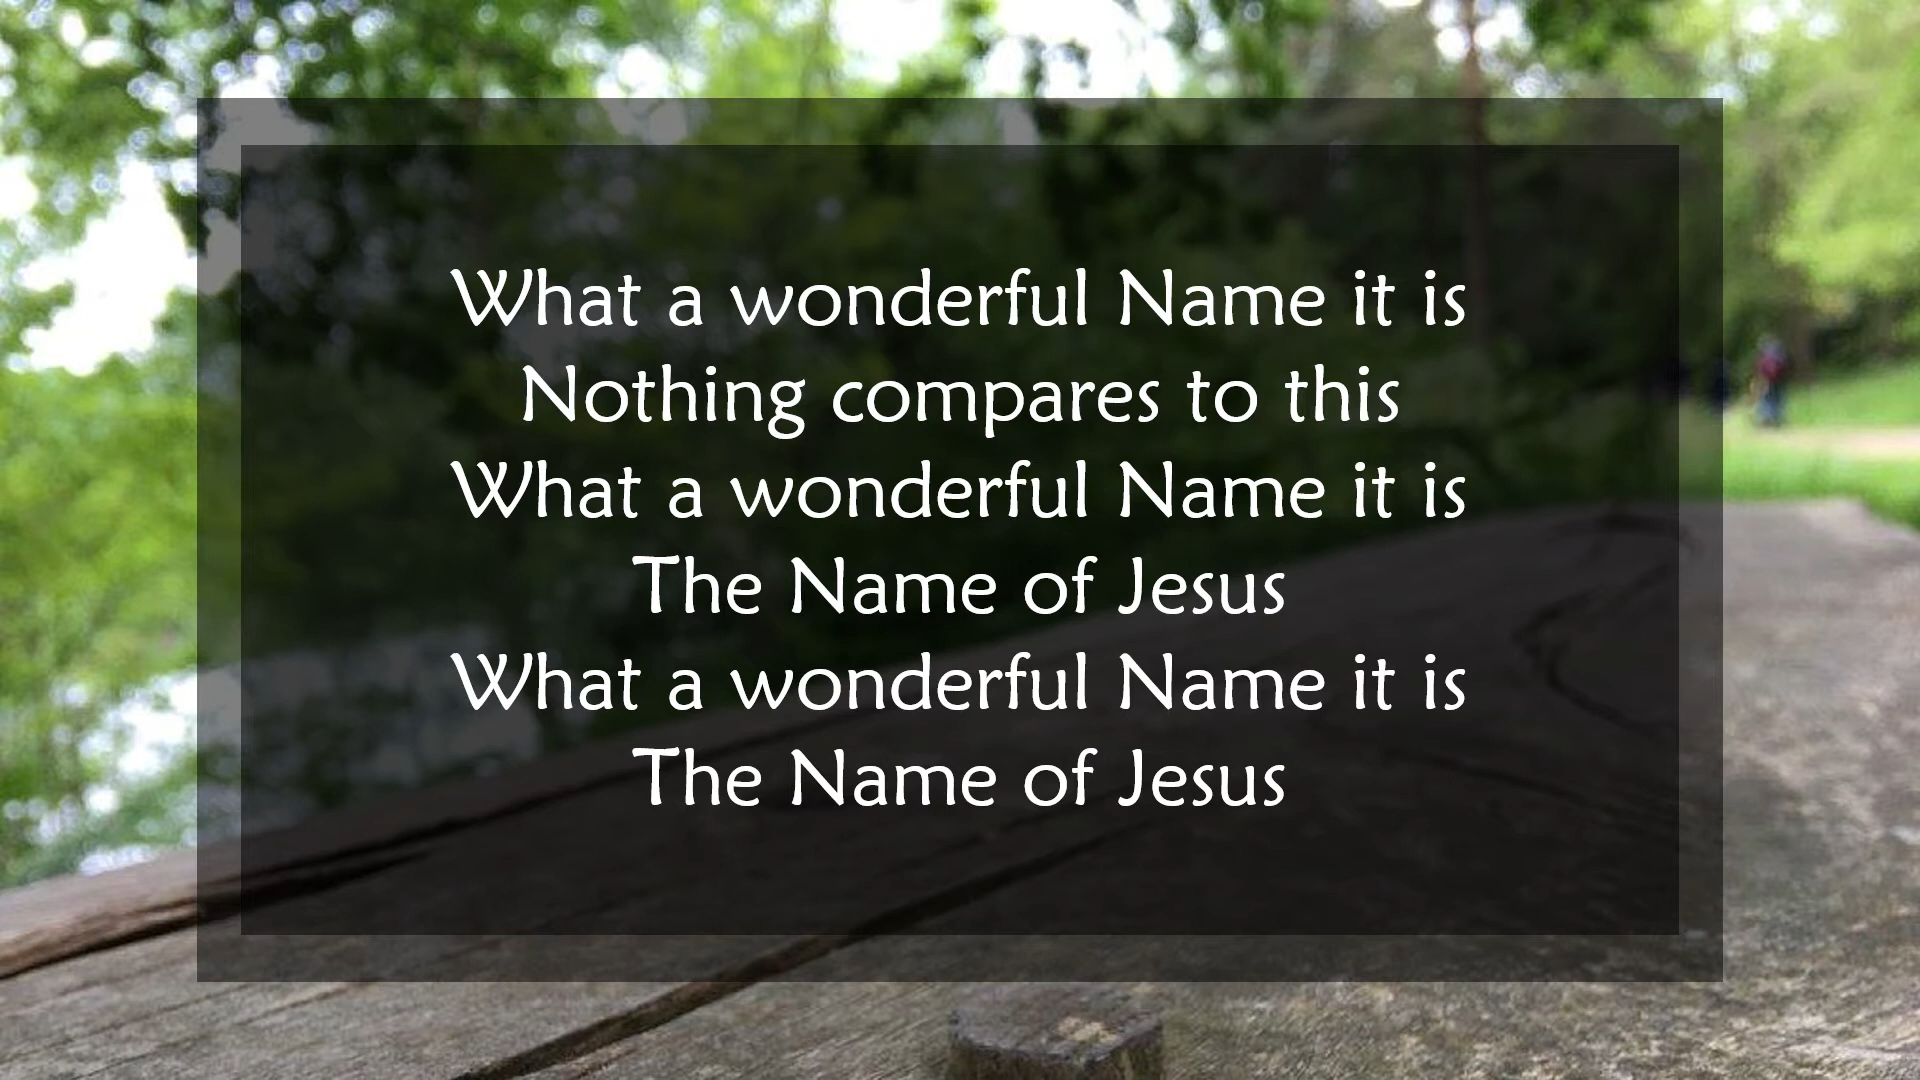 What a wonderful Name it is
Nothing compares to this
What a wonderful Name it is
The Name of Jesus
What a wonderful Name it is
The Name of Jesus